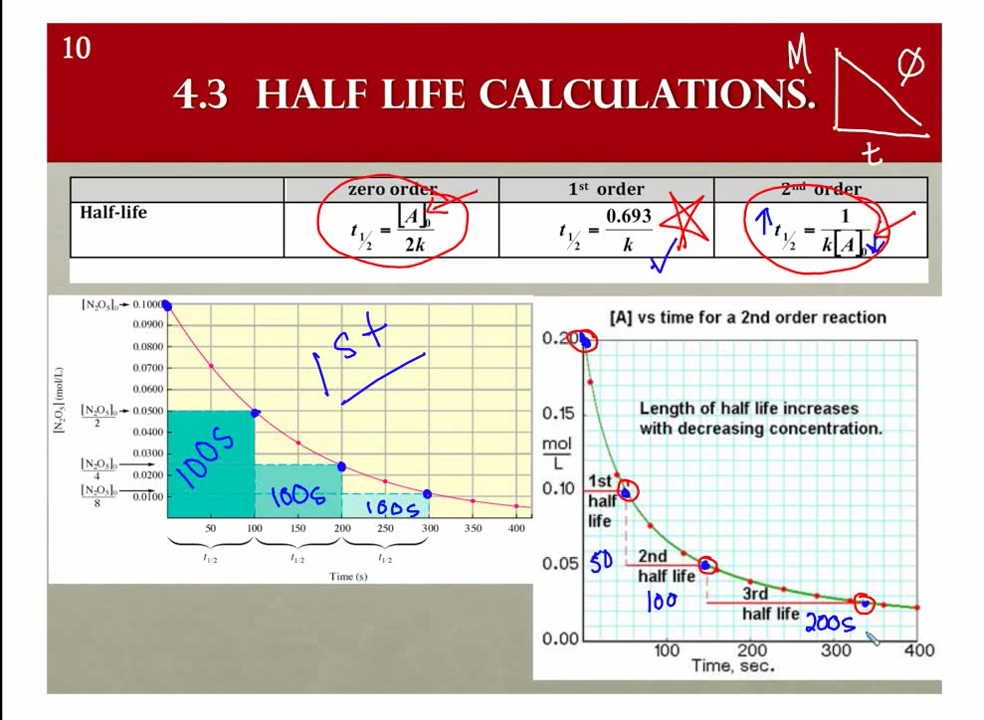 10
M
Ø
4.3 HALF LIFE CALCULATIONS.
t
zero order 1st order 2nd order
Half-life t½ = [A]₀ / 2k t½ = 0.693 / k t½ = 1 / k[A]₀
[N₂O₅]₀ → 0.1000
0.0900
0.0800
0.0700
0.0600
[N₂O₅]₀ / 2 → 0.0500
0.0400
0.0300
[N₂O₅]₀ / 4
0.0200
[N₂O₅]₀ / 8
0.0100
[N₂O₅] (mol/L)
1st
100s
100s
100s
50 100 150 200 250 300 350 400
t1/2 t1/2 t1/2
Time (s)
[A] vs time for a 2nd order reaction
0.20
Length of half life increases
with decreasing concentration.
0.15
mol
L
0.10
1st
half
life
50
0.05
2nd
half life
100
3rd
half life
200s
0.00
100 200 300 400
Time, sec.